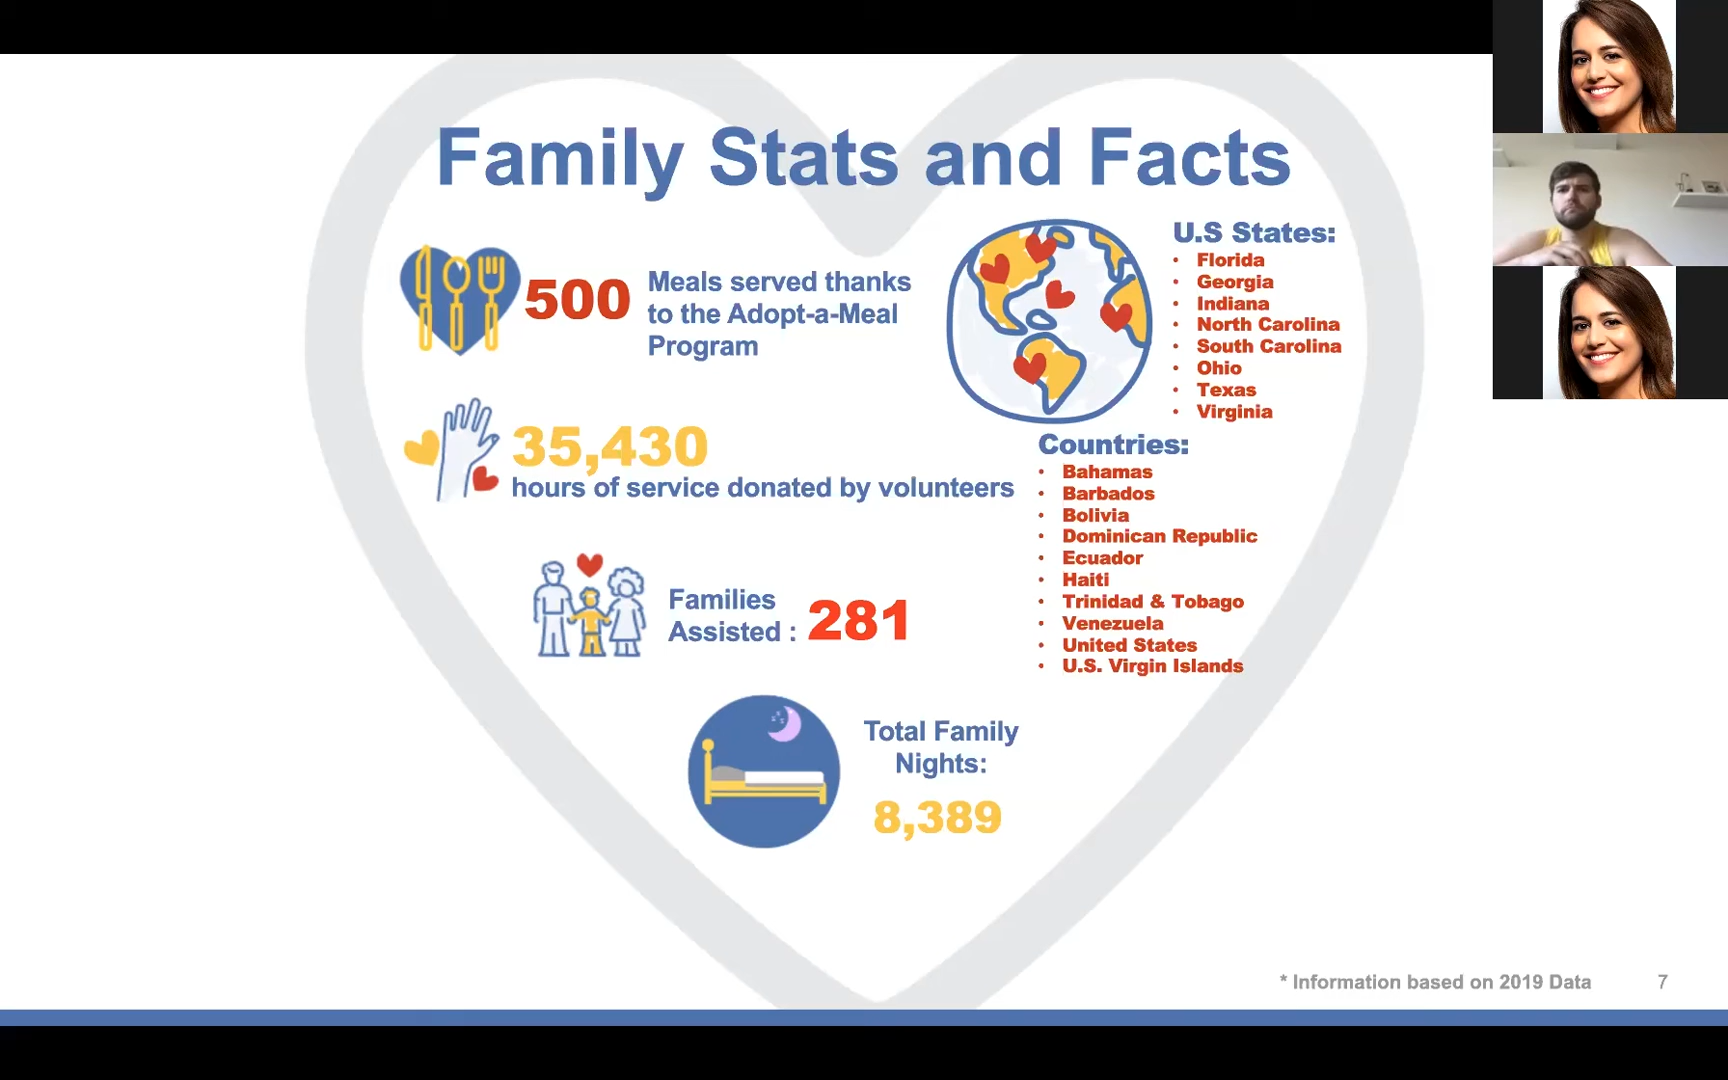 Family Stats and Facts
500
Meals served thanks
to the Adopt-a-Meal
Program
35,430
hours of service donated by volunteers
Families
Assisted : 281
Total Family
Nights:
8,389
U.S States:
• Florida
• Georgia
• Indiana
• North Carolina
• South Carolina
• Ohio
• Texas
• Virginia
Countries:
• Bahamas
• Barbados
• Bolivia
• Dominican Republic
• Ecuador
• Haiti
• Trinidad & Tobago
• Venezuela
• United States
• U.S. Virgin Islands
* Information based on 2019 Data
7